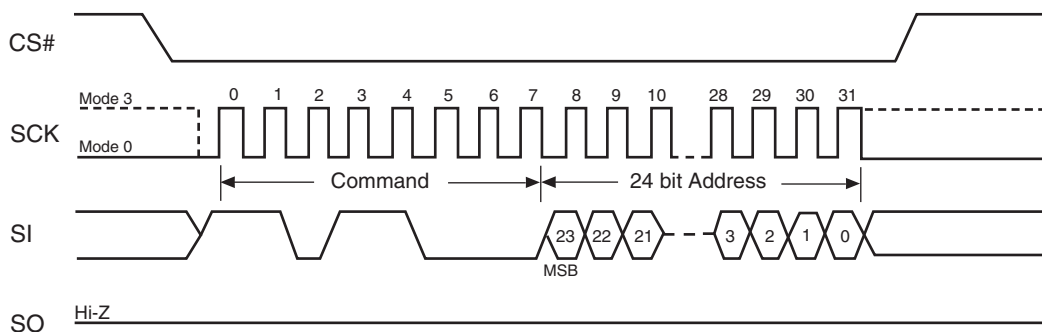 CS#
Mode 3
0 1 2 3 4 5 6 7 8 9 10 28 29 30 31
SCK
Mode 0
Command 24 bit Address
SI
23 22 21 3 2 1 0
MSB
Hi-Z
SO